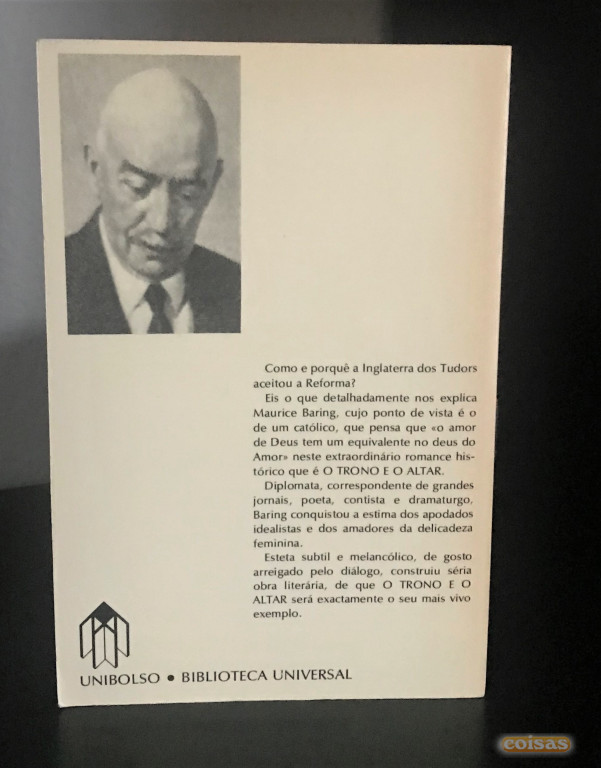 Como e porquê a Inglaterra dos Tudors
aceitou a Reforma?
Eis o que detalhadamente nos explica
Maurice Baring, cujo ponto de vista é o
de um católico, que pensa que «o amor
de Deus tem um equivalente no deus do
Amor» neste extraordinário romance his-
tórico que é O TRONO E O ALTAR.
Diplomata, correspondente de grandes
jornais, poeta, contista e dramaturgo,
Baring conquistou a estima dos apodados
idealistas e dos amadores da delicadeza
feminina.
Esteta subtil e melancólico, de gosto
arreigado pelo diálogo, construiu séria
obra literária, de que O TRONO E O
ALTAR será exactamente o seu mais vivo
exemplo.
UNIBOLSO • BIBLIOTECA UNIVERSAL
coisas